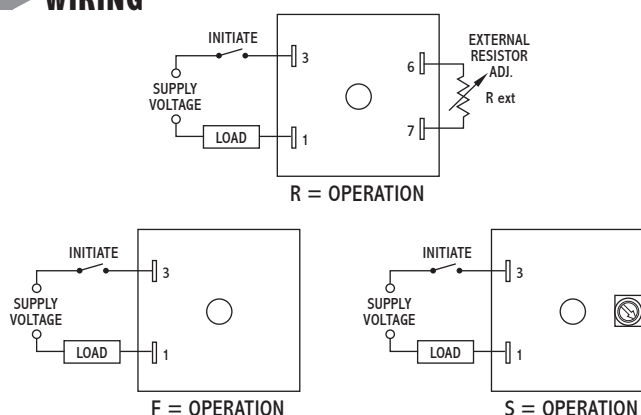 WIRING
INITIATE
3
SUPPLY
VOLTAGE
LOAD
1
6
7
EXTERNAL
RESISTOR
ADJ.
R ext
R = OPERATION
INITIATE
3
SUPPLY
VOLTAGE
LOAD
1
F = OPERATION
INITIATE
3
SUPPLY
VOLTAGE
LOAD
1
S = OPERATION